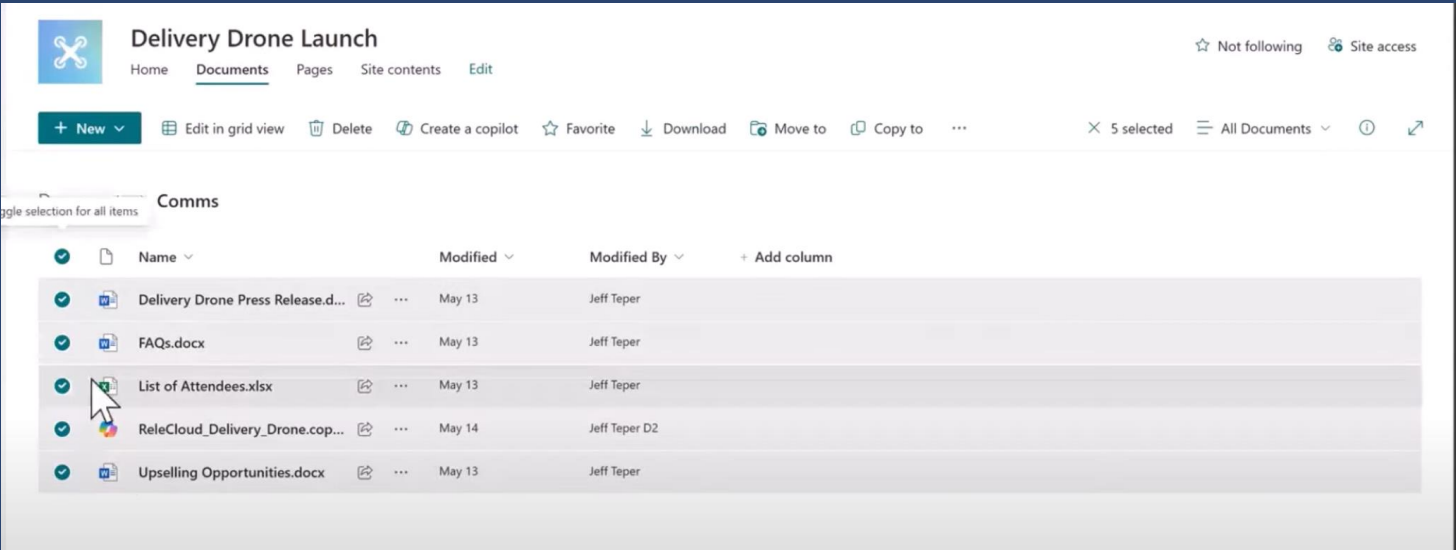 Delivery Drone Launch
Not following Site access
Home Documents Pages Site contents Edit
+ New Edit in grid view Delete Create a copilot Favorite Download Move to Copy to ... 5 selected All Documents
Comms
ggle selection for all items
Name Modified Modified By + Add column
Delivery Drone Press Release.d... ... May 13 Jeff Teper
FAQs.docx ... May 13 Jeff Teper
List of Attendees.xlsx ... May 13 Jeff Teper
ReleCloud_Delivery_Drone.cop... ... May 14 Jeff Teper D2
Upselling Opportunities.docx ... May 13 Jeff Teper